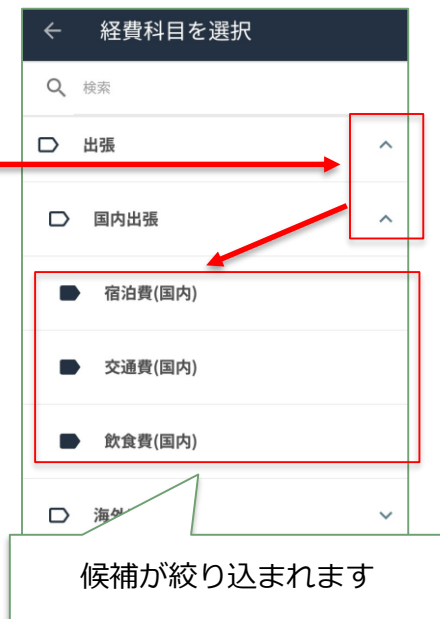 経費科目を選択
検索
出張
国内出張
宿泊費(国内)
交通費(国内)
飲食費(国内)
海外
候補が絞り込まれます